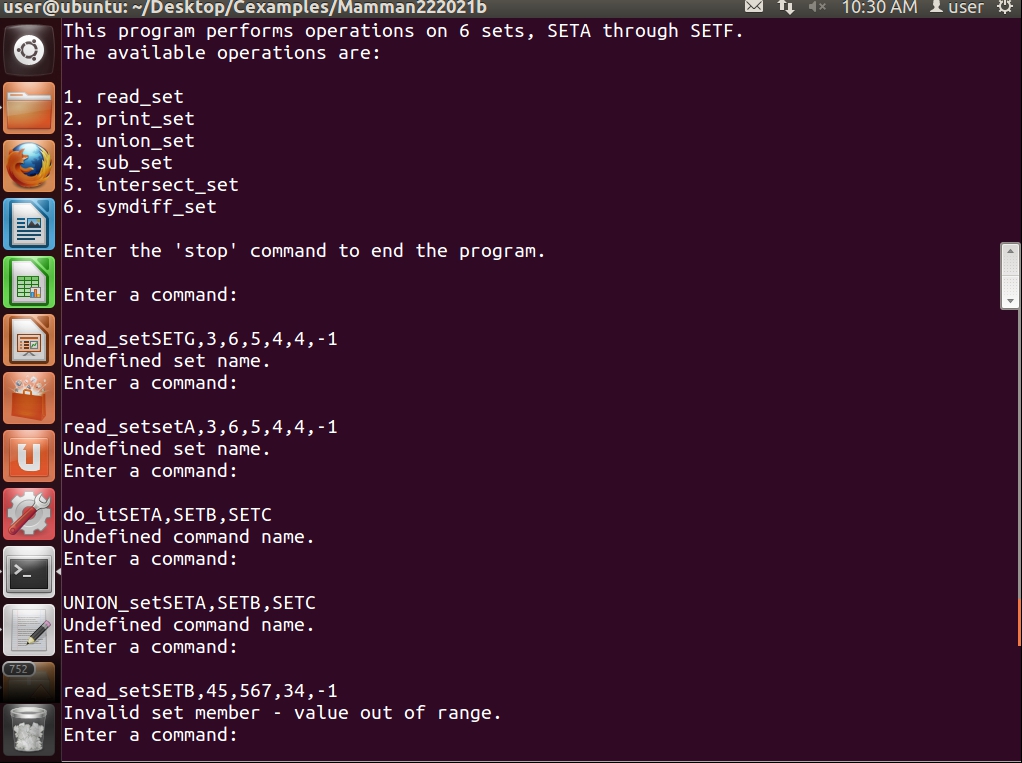 user@ubuntu: ~/Desktop/Cexamples/Mamman222021b
10:30 AM user
This program performs operations on 6 sets, SETA through SETF.
The available operations are:
1. read_set
2. print_set
3. union_set
4. sub_set
5. intersect_set
6. symdiff_set
Enter the 'stop' command to end the program.
Enter a command:
read_setSETG,3,6,5,4,4,-1
Undefined set name.
Enter a command:
read_setsetA,3,6,5,4,4,-1
Undefined set name.
Enter a command:
do_itSETA,SETB,SETC
Undefined command name.
Enter a command:
UNION_setSETA,SETB,SETC
Undefined command name.
Enter a command:
752
read_setSETB,45,567,34,-1
Invalid set member - value out of range.
Enter a command: